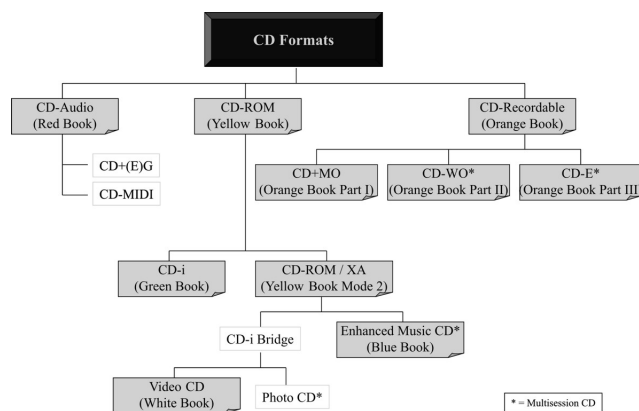 CD Formats
CD-Audio
(Red Book)
CD-ROM
(Yellow Book)
CD-Recordable
(Orange Book)
CD+(E)G
CD-MIDI
CD+MO
(Orange Book Part I)
CD-WO*
(Orange Book Part II)
CD-E*
(Orange Book Part III)
CD-i
(Green Book)
CD-ROM / XA
(Yellow Book Mode 2)
CD-i Bridge
Enhanced Music CD*
(Blue Book)
Video CD
(White Book)
Photo CD*
* = Multisession CD